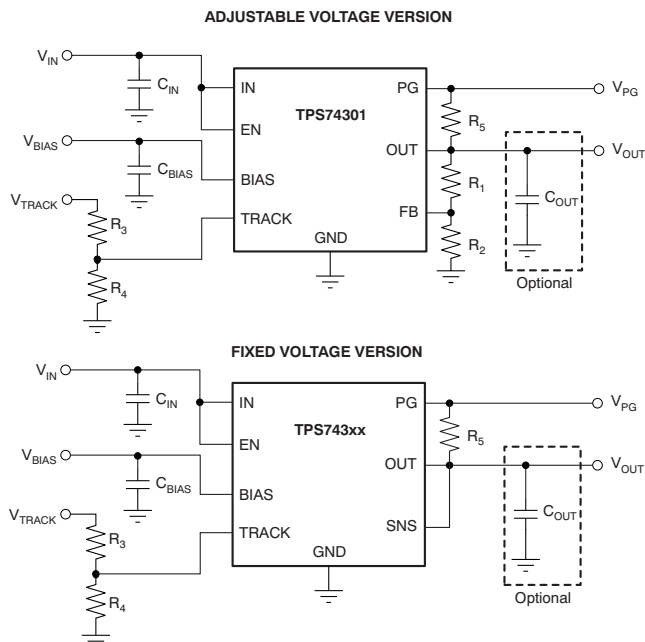 ADJUSTABLE VOLTAGE VERSION
V_IN
C_IN
IN
TPS74301
PG
V_PG
R_5
EN
V_BIAS
C_BIAS
BIAS
OUT
V_OUT
R_1
C_OUT
V_TRACK
R_3
TRACK
FB
GND
R_2
R_4
Optional
FIXED VOLTAGE VERSION
V_IN
C_IN
IN
TPS743xx
PG
V_PG
R_5
EN
V_BIAS
C_BIAS
BIAS
OUT
V_OUT
C_OUT
V_TRACK
R_3
TRACK
SNS
GND
R_4
Optional